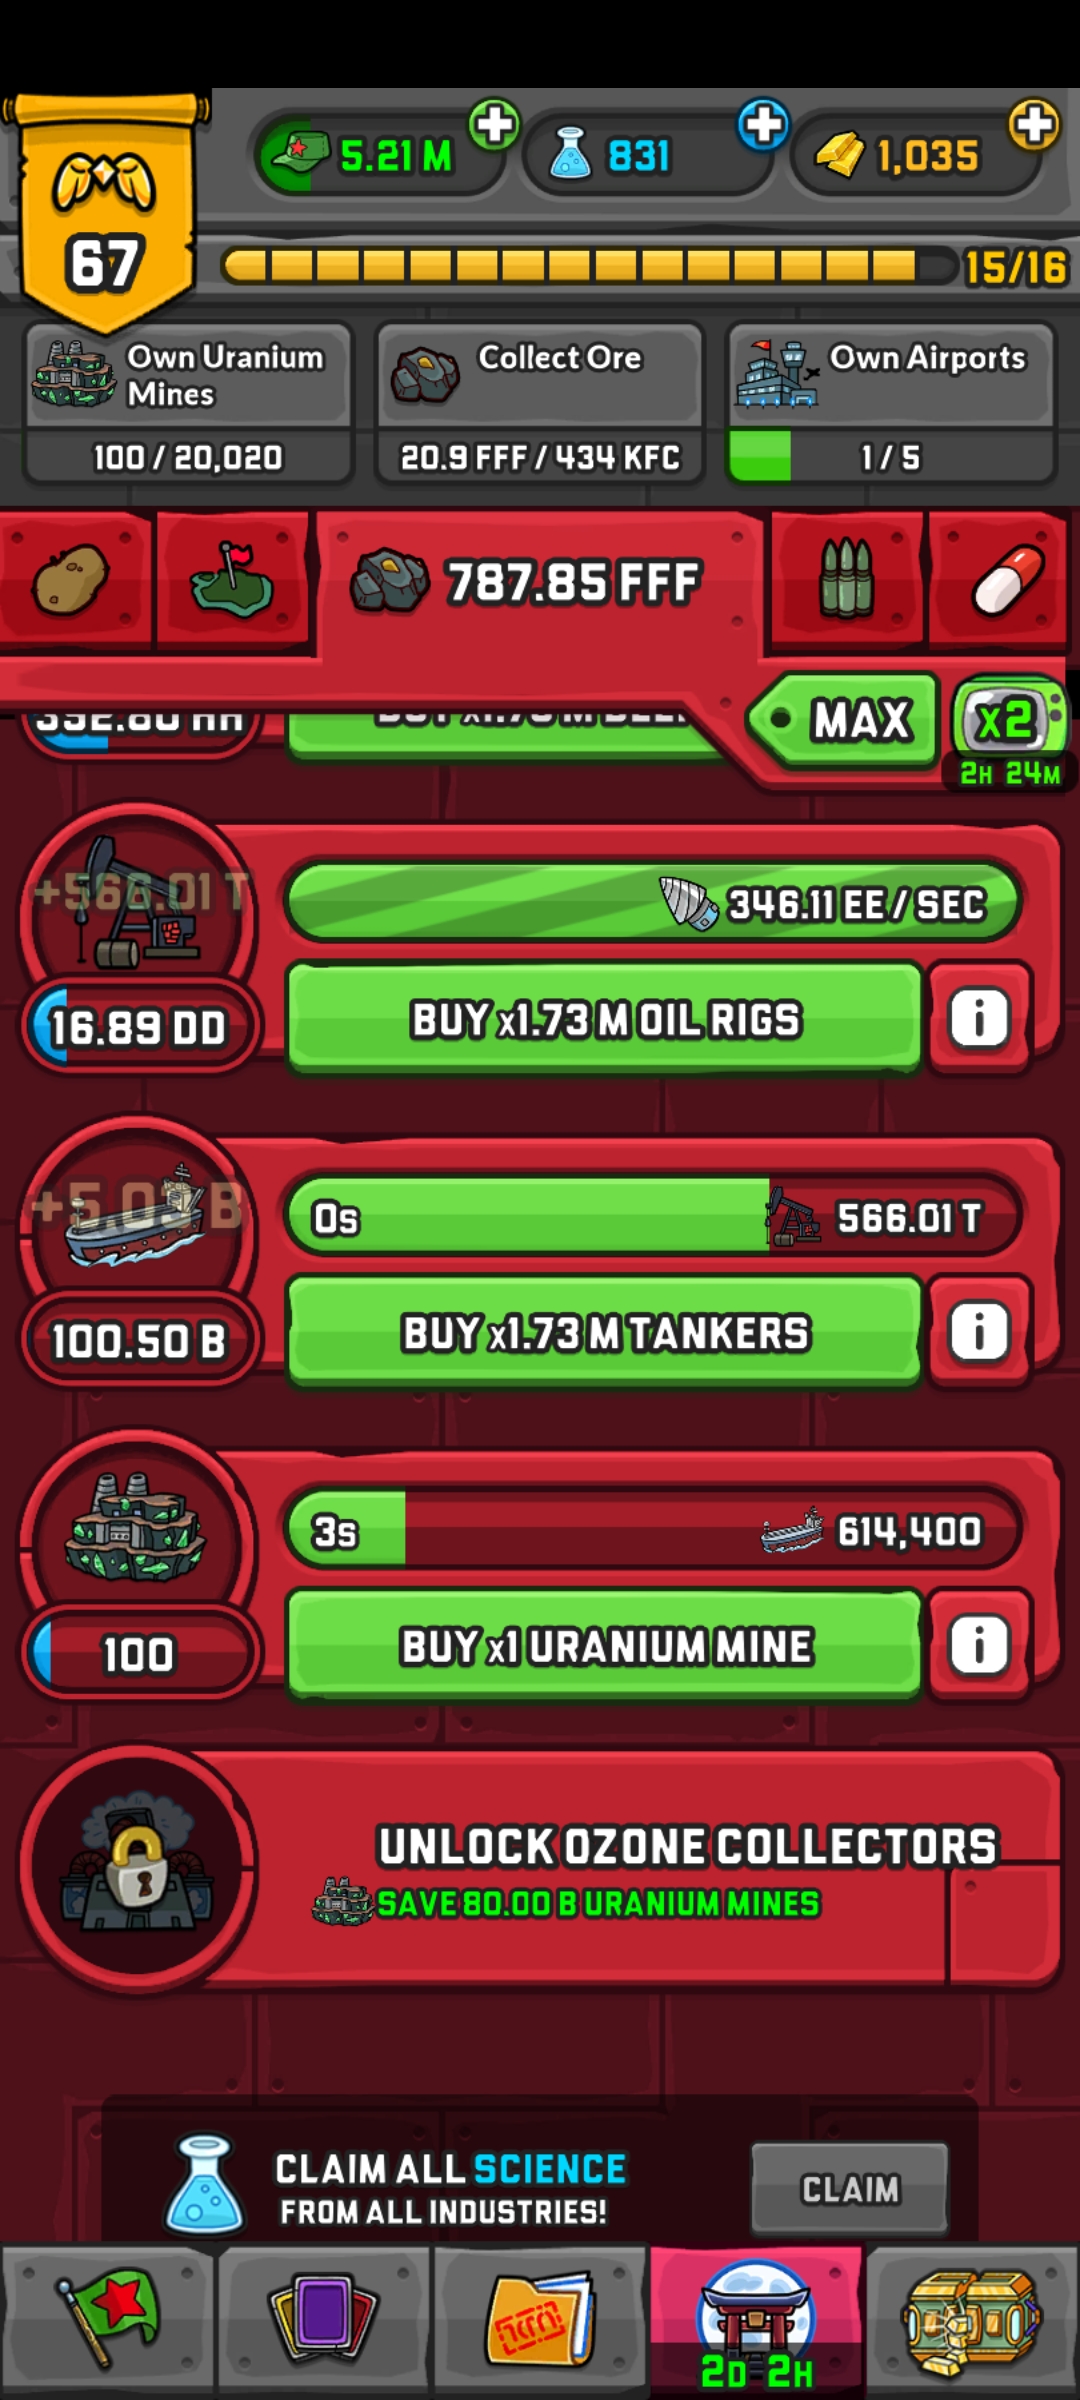 5.21 M
831
1,035
67
15/16
Own Uranium
Mines
Collect Ore
Own Airports
100 / 20,020
20.9 FFF / 434 KFC
1 / 5
787.85 FFF
MAX
x2
2H 24M
+566.01 T
346.11 EE / SEC
16.89 DD
BUY x1.73 M OIL RIGS
i
+5.03 B
0s
566.01 T
100.50 B
BUY x1.73 M TANKERS
i
3s
614,400
100
BUY x1 URANIUM MINE
i
UNLOCK OZONE COLLECTORS
SAVE 80.00 B URANIUM MINES
CLAIM ALL SCIENCE
FROM ALL INDUSTRIES!
CLAIM
2D 2H